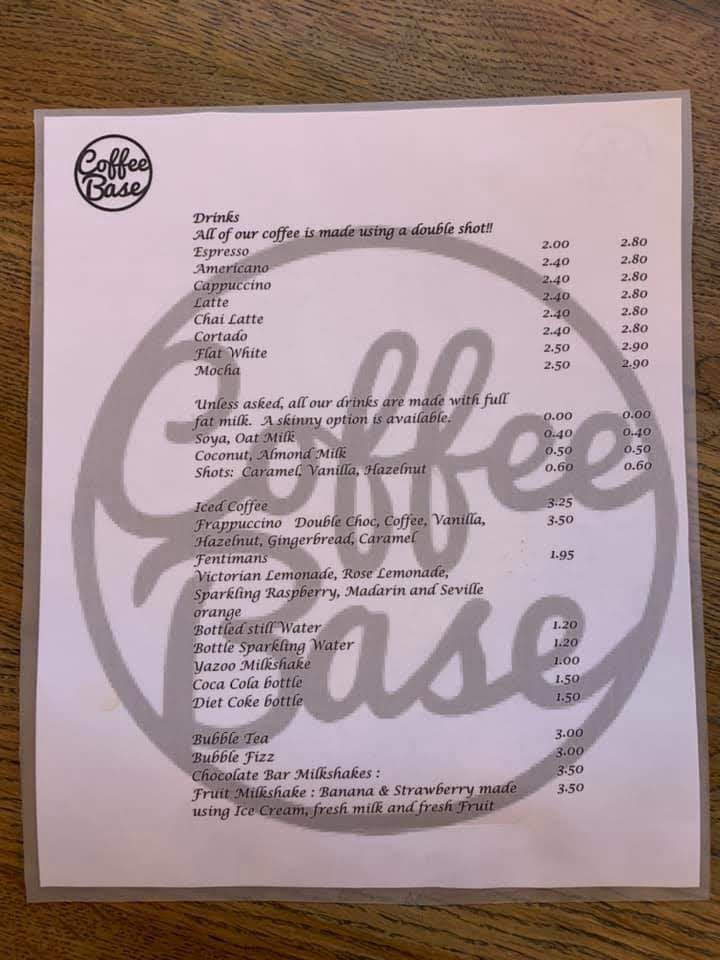 Coffee
Base
Drinks
All of our coffee is made using a double shot!!
Espresso 2.00 2.80
Americano 2.40 2.80
Cappuccino 2.40 2.80
Latte 2.40 2.80
Chai Latte 2.40 2.80
Cortado 2.40 2.80
Flat White 2.50 2.90
Mocha 2.50 2.90
Unless asked, all our drinks are made with full
fat milk. A skinny option is available. 0.00 0.00
Soya, Oat Milk 0.40 0.40
Coconut, Almond Milk 0.50 0.50
Shots: Caramel, Vanilla, Hazelnut 0.60 0.60
Iced Coffee 3.25
Frappuccino Double Choc, Coffee, Vanilla, 3.50
Hazelnut, Gingerbread, Caramel
Fentimans 1.95
Victorian Lemonade, Rose Lemonade,
Sparkling Raspberry, Madarin and Seville
orange
Bottled still Water 1.20
Bottle Sparkling Water 1.20
Yazoo Milkshake 1.00
Coca Cola bottle 1.50
Diet Coke bottle 1.50
Bubble Tea 3.00
Bubble Fizz 3.00
Chocolate Bar Milkshakes : 3.50
Fruit Milkshake : Banana & Strawberry made 3.50
using Ice Cream, fresh milk and fresh Fruit
Coffee
Base